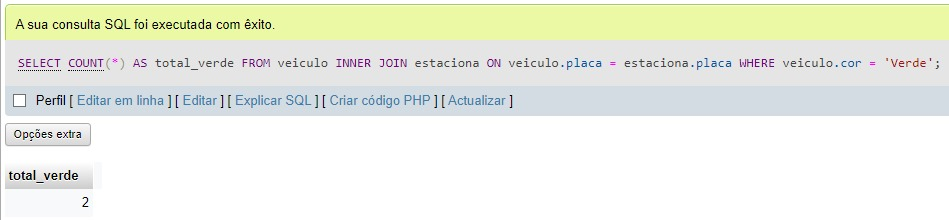 A sua consulta SQL foi executada com êxito.
SELECT COUNT(*) AS total_verde FROM veiculo INNER JOIN estaciona ON veiculo.placa = estaciona.placa WHERE veiculo.cor = 'Verde';
Perfil [ Editar em linha ] [ Editar ] [ Explicar SQL ] [ Criar código PHP ] [ Actualizar ]
Opções extra
total_verde
2